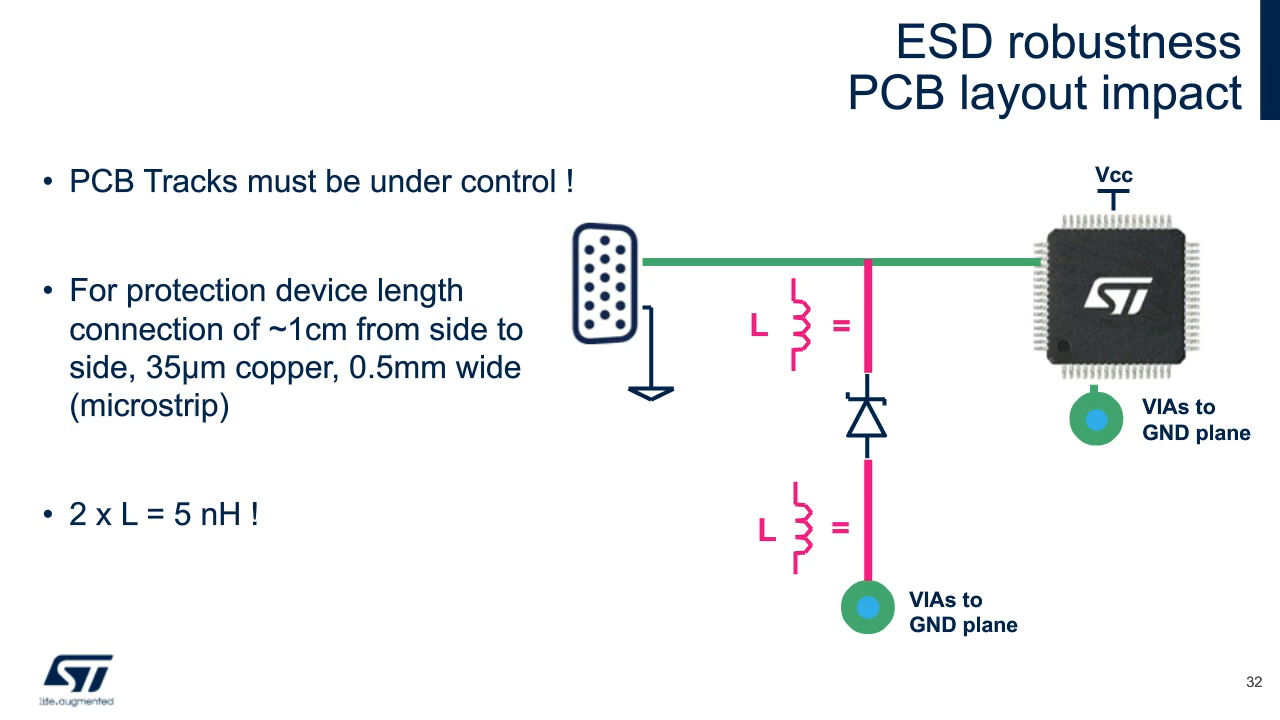 ESD robustness
PCB layout impact
• PCB Tracks must be under control !
• For protection device length
connection of ~1cm from side to
side, 35µm copper, 0.5mm wide
(microstrip)
• 2 x L = 5 nH !
Vcc
ST
L =
VIAs to
GND plane
L =
VIAs to
GND plane
ST
life.augmented
32